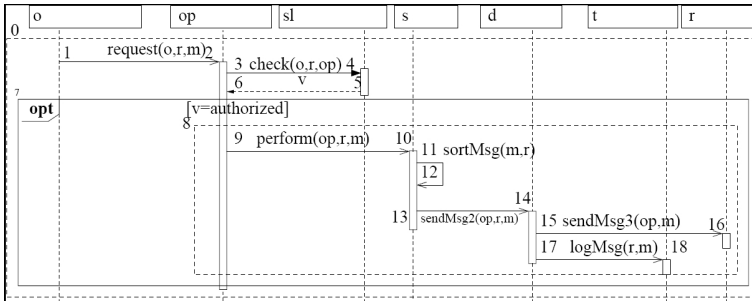 o op sl s d t r
0
1 request(o,r,m) 2
3 check(o,r,op) 4
6 v 5
7
opt [v=authorized]
8
9 perform(op,r,m) 10
11 sortMsg(m,r)
12
13 sendMsg2(op,r,m) 14
15 sendMsg3(op,m) 16
17 logMsg(r,m) 18